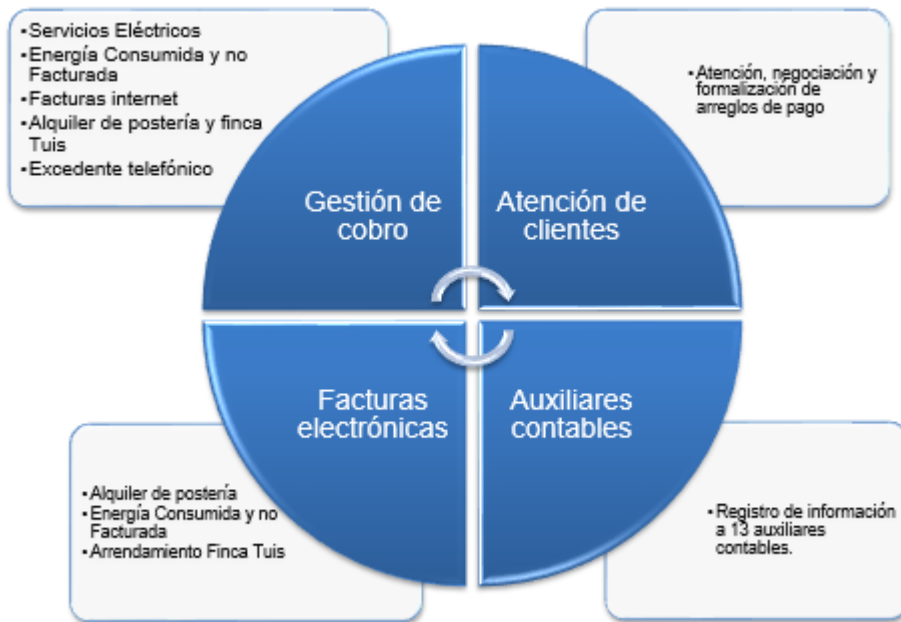 •Servicios Eléctricos
•Energía Consumida y no
Facturada
•Facturas internet
•Alquiler de postería y finca
Tuis
•Excedente telefónico
•Atención, negociación y
formalización de
arreglos de pago
Gestión de
cobro
Atención de
clientes
Facturas
electrónicas
Auxiliares
contables
•Alquiler de postería
•Energía Consumida y no
Facturada
•Arrendamiento Finca Tuis
•Registro de información
a 13 auxiliares
contables.